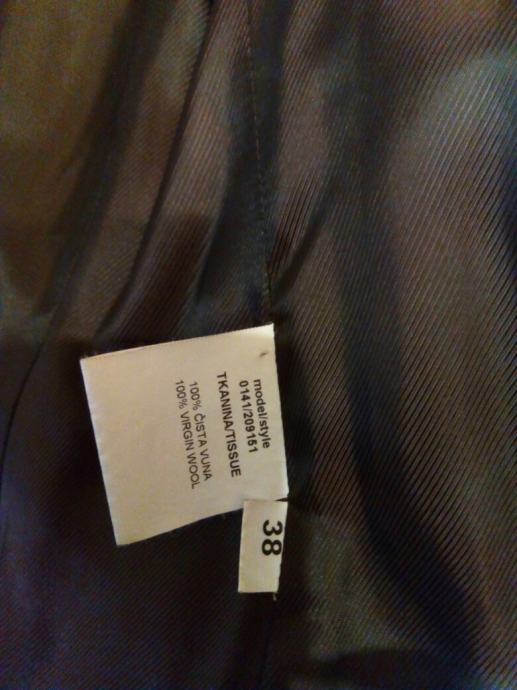 model/style
0141/209151
TKANINA/TISSUE
100% ČISTA VUNA
100% VIRGIN WOOL
38